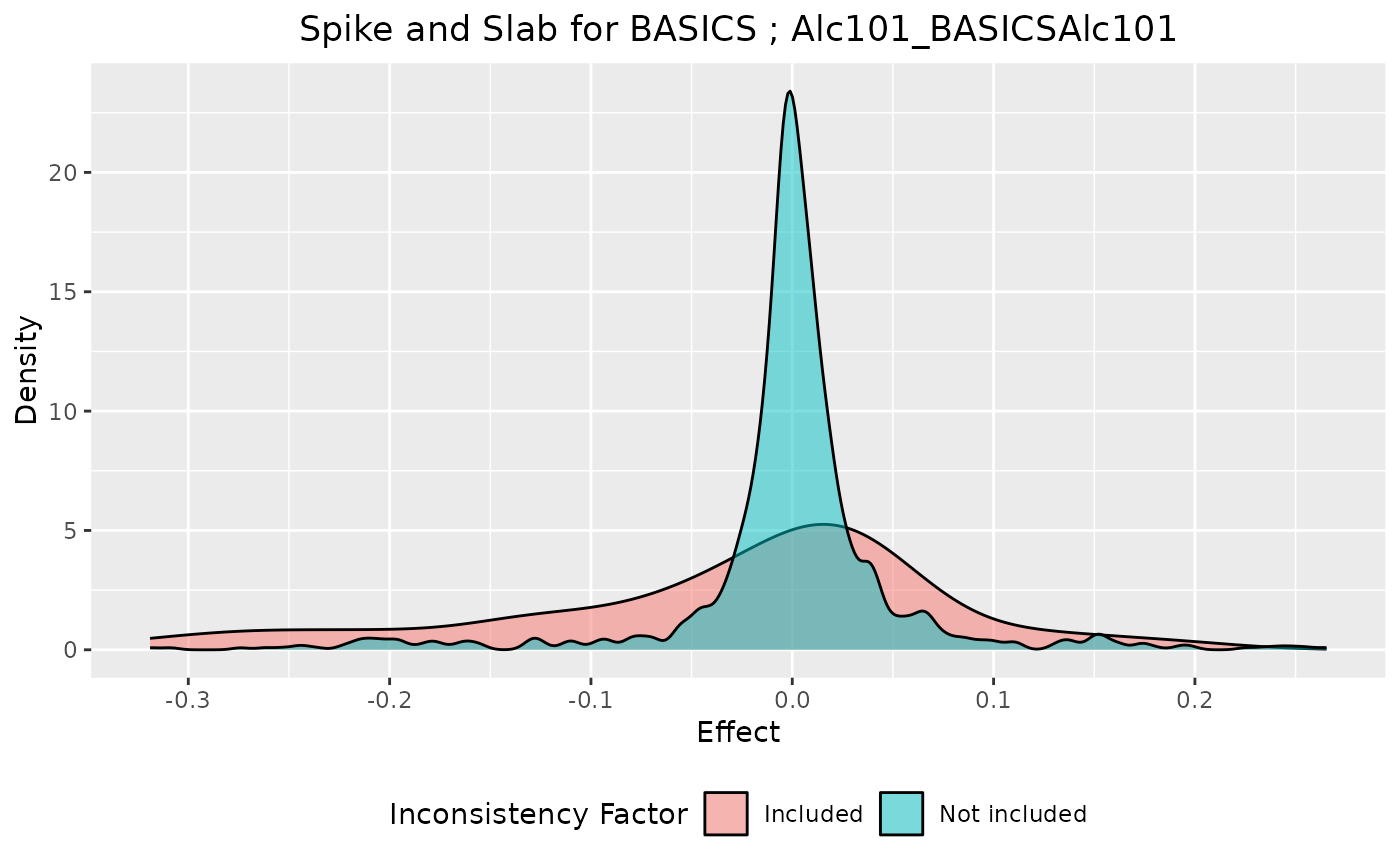 Spike and Slab for BASICS ; Alc101_BASICSAlc101
Density
20
15
10
5
0
-0.3 -0.2 -0.1 0.0 0.1 0.2
Effect
Inconsistency Factor Included Not included